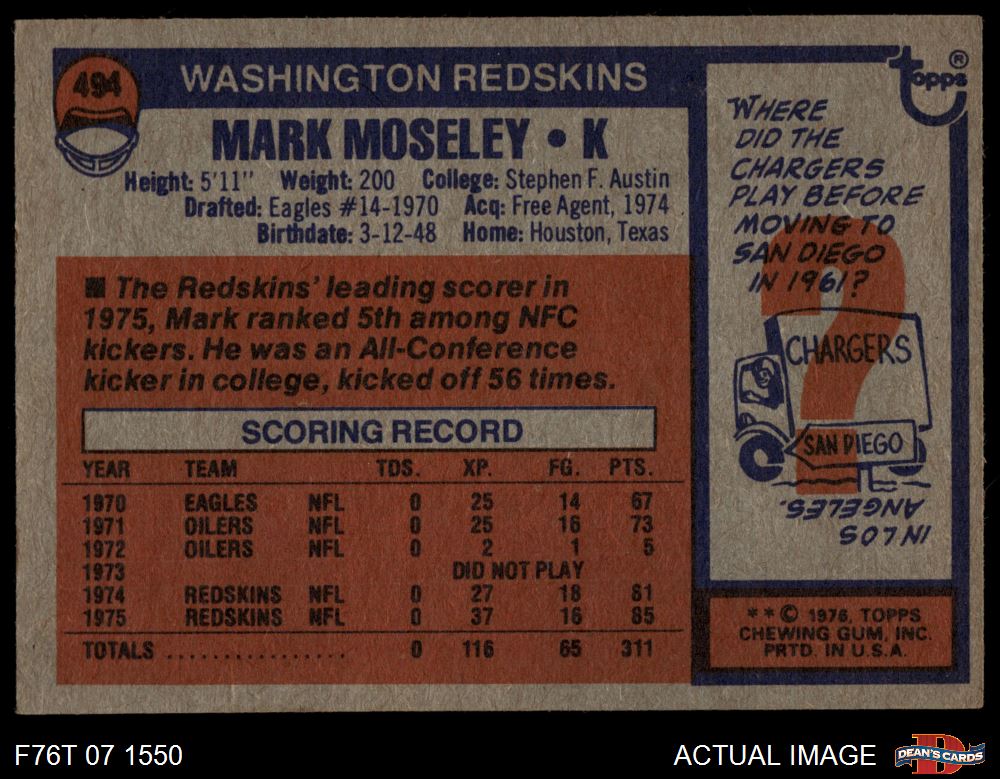 494
WASHINGTON REDSKINS
MARK MOSELEY • K
Height: 5'11" Weight: 200 College: Stephen F. Austin
Drafted: Eagles #14-1970 Acq: Free Agent, 1974
Birthdate: 3-12-48 Home: Houston, Texas
■ The Redskins' leading scorer in
1975, Mark ranked 5th among NFC
kickers. He was an All-Conference
kicker in college, kicked off 56 times.
SCORING RECORD
YEAR TEAM TDS. XP. FG. PTS.
1970 EAGLES NFL 0 25 14 67
1971 OILERS NFL 0 25 16 73
1972 OILERS NFL 0 2 1 5
1973 DID NOT PLAY
1974 REDSKINS NFL 0 27 18 81
1975 REDSKINS NFL 0 37 16 85
TOTALS ................. 0 116 65 311
topps®
WHERE
DID THE
CHARGERS
PLAY BEFORE
MOVING TO
SAN DIEGO
IN 1961?
?
CHARGERS
SAN DIEGO
IN LOS
ANGELES.
**© 1976, TOPPS
CHEWING GUM, INC.
PRTD. IN U.S.A.
F76T 07 1550
ACTUAL IMAGE
DEAN'S CARDS